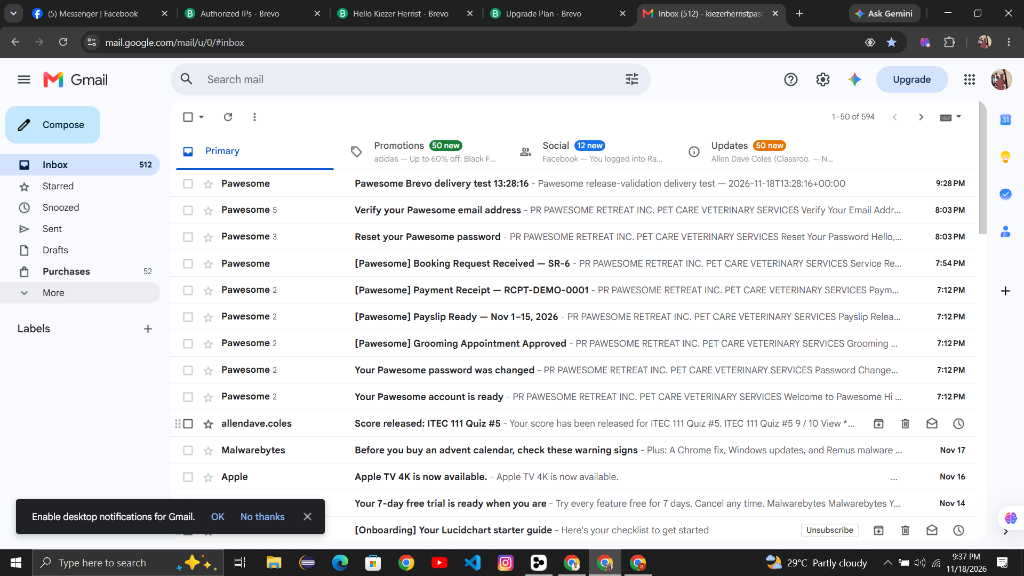 (5) Messenger | Facebook
Authorized IPs - Brevo
Hello Kiezer Hernst - Brevo
Upgrade Plan - Brevo
Inbox (512) - kiezerhernstpas
Ask Gemini
mail.google.com/mail/u/0/#inbox
Gmail
Search mail
Upgrade
Compose
1–50 of 594
Inbox 512
Starred
Snoozed
Sent
Drafts
Purchases 52
More
Labels
Primary
Promotions 50 new
adidas — Up to 60% off: Black F...
Social 12 new
Facebook — You logged into Ra...
Updates 50 new
Allen Dave Coles (Classroo. — N...
Pawesome Pawesome Brevo delivery test 13:28:16 - Pawesome release-validation delivery test — 2026-11-18T13:28:16+00:00 9:28 PM
Pawesome 5 Verify your Pawesome email address - PR PAWESOME RETREAT INC. PET CARE VETERINARY SERVICES Verify Your Email Addr... 8:03 PM
Pawesome 3 Reset your Pawesome password - PR PAWESOME RETREAT INC. PET CARE VETERINARY SERVICES Reset Your Password Hello,... 8:03 PM
Pawesome [Pawesome] Booking Request Received — SR-6 - PR PAWESOME RETREAT INC. PET CARE VETERINARY SERVICES Service Re... 7:54 PM
Pawesome 2 [Pawesome] Payment Receipt — RCPT-DEMO-0001 - PR PAWESOME RETREAT INC. PET CARE VETERINARY SERVICES Paym... 7:12 PM
Pawesome 2 [Pawesome] Payslip Ready — Nov 1–15, 2026 - PR PAWESOME RETREAT INC. PET CARE VETERINARY SERVICES Payslip Relea... 7:12 PM
Pawesome 2 [Pawesome] Grooming Appointment Approved - PR PAWESOME RETREAT INC. PET CARE VETERINARY SERVICES Grooming ... 7:12 PM
Pawesome 2 Your Pawesome password was changed - PR PAWESOME RETREAT INC. PET CARE VETERINARY SERVICES Password Change... 7:12 PM
Pawesome 2 Your Pawesome account is ready - PR PAWESOME RETREAT INC. PET CARE VETERINARY SERVICES Welcome to Pawesome Hi ... 7:12 PM
allendave.coles Score released: ITEC 111 Quiz #5 - Your score has been released for ITEC 111 Quiz #5. ITEC 111 Quiz #5 9 / 10 View *...
Malwarebytes Before you buy an advent calendar, check these warning signs - Plus: A Chrome fix, Windows updates, and Remus malware ... Nov 17
Apple Apple TV 4K is now available. - Apple TV 4K is now available. ... Nov 16
Your 7-day free trial is ready when you are - Try every feature free for 7 days. Cancel any time. Malwarebytes Malwarebytes Y... Nov 14
[Onboarding] Your Lucidchart starter guide - Here's your checklist to get started Unsubscribe
Enable desktop notifications for Gmail. OK No thanks
Type here to search
29°C Partly cloudy
9:37 PM
11/18/2026